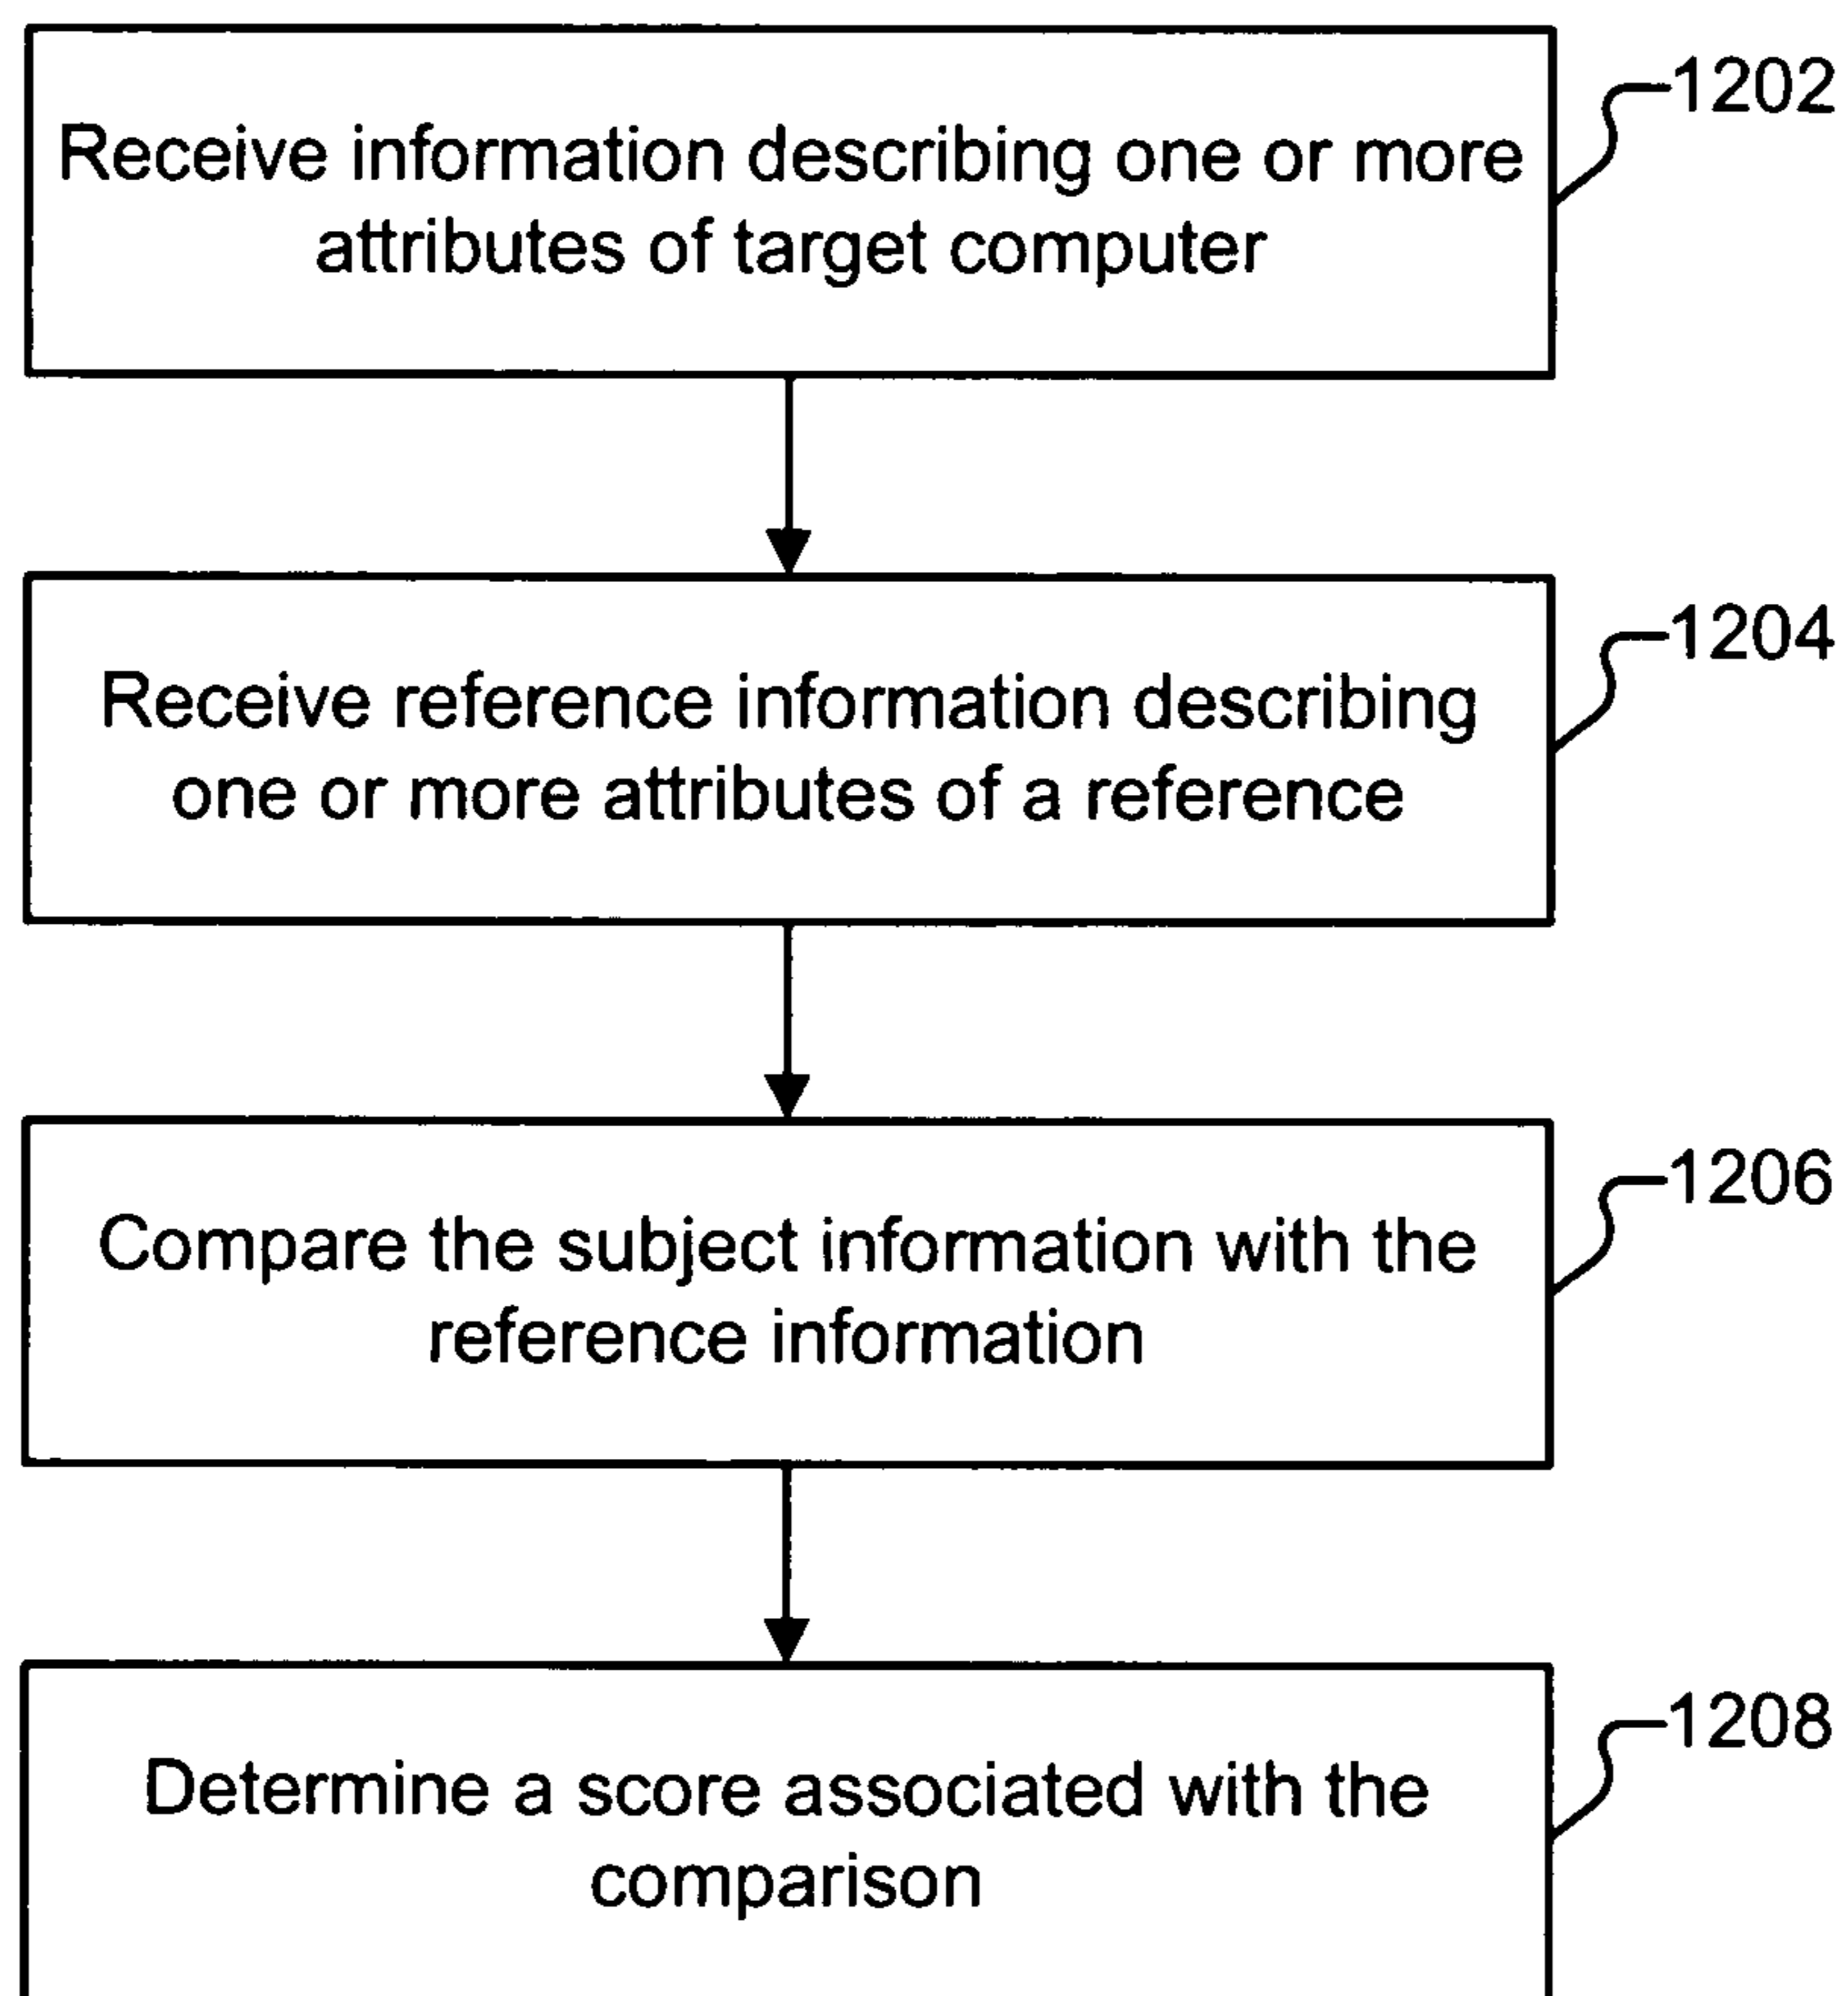 1202
Receive information describing one or more
attributes of target computer
1204
Receive reference information describing
one or more attributes of a reference
1206
Compare the subject information with the
reference information
1208
Determine a score associated with the
comparison